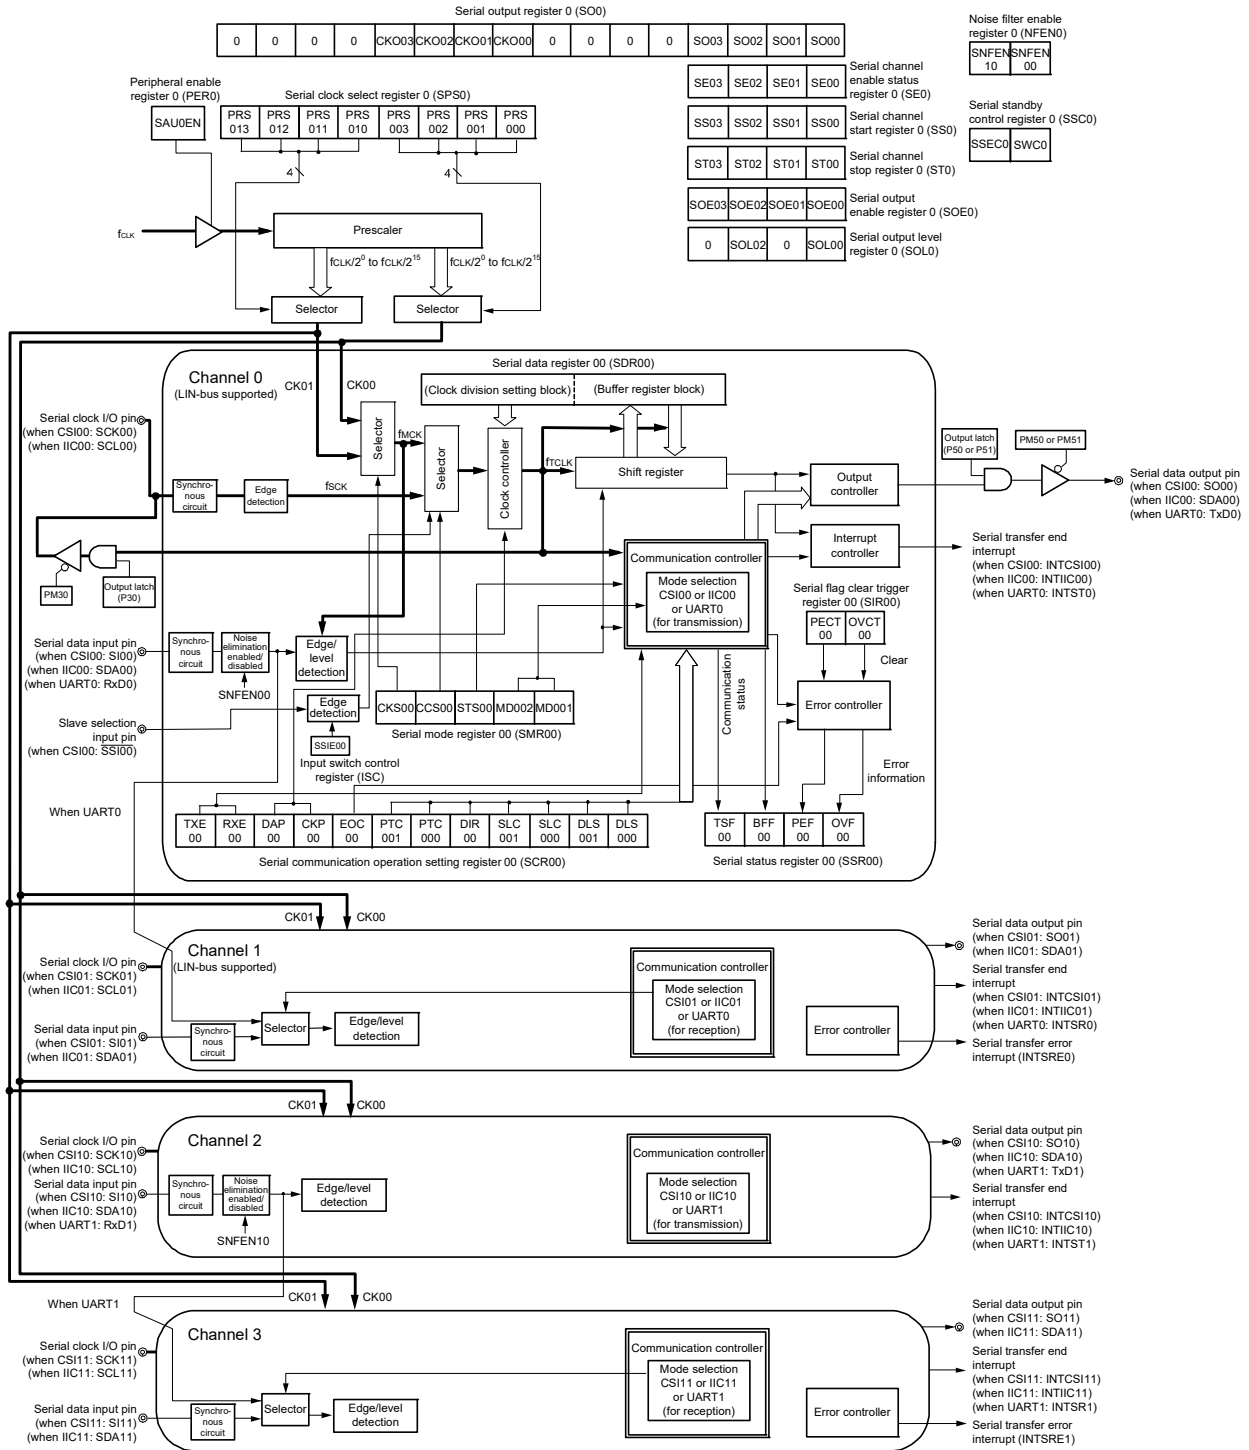 Serial output register 0 (SO0)
0 0 0 0 CKO03 CKO02 CKO01 CKO00 0 0 0 0 SO03 SO02 SO01 SO00
Noise filter enable
register 0 (NFEN0)
SNFEN SNFEN
10 00
Peripheral enable
register 0 (PER0)
SAU0EN
Serial clock select register 0 (SPS0)
PRS PRS PRS PRS PRS PRS PRS PRS
013 012 011 010 003 002 001 000
SE03 SE02 SE01 SE00
Serial channel
enable status
register 0 (SE0)
SS03 SS02 SS01 SS00
Serial channel
start register 0 (SS0)
Serial standby
control register 0 (SSC0)
SSEC0 SWC0
ST03 ST02 ST01 ST00
Serial channel
stop register 0 (ST0)
SOE03 SOE02 SOE01 SOE00
Serial output
enable register 0 (SOE0)
0 SOL02 0 SOL00
Serial output level
register 0 (SOL0)
4
4
fCLK
Prescaler
fCLK/2⁰ to fCLK/2¹⁵
fCLK/2⁰ to fCLK/2¹⁵
Selector
Selector
Channel 0
(LIN-bus supported)
CK01
CK00
Serial data register 00 (SDR00)
(Clock division setting block)
(Buffer register block)
Serial clock I/O pin
(when CSI00: SCK00)
(when IIC00: SCL00)
Synchro-
nous
circuit
Edge
detection
fSCK
Selector
fMCK
Selector
Clock controller
fTCLK
Shift register
Output
controller
Output latch
(P50 or P51)
PM50 or PM51
Serial data output pin
(when CSI00: SO00)
(when IIC00: SDA00)
(when UART0: TxD0)
Interrupt
controller
Serial transfer end
interrupt
(when CSI00: INTCSI00)
(when IIC00: INTIIC00)
(when UART0: INTST0)
PM30
Output latch
(P30)
Communication controller
Mode selection
CSI00 or IIC00
or UART0
(for transmission)
Serial flag clear trigger
register 00 (SIR00)
PECT OVCT
00 00
Clear
Serial data input pin
(when CSI00: SI00)
(when IIC00: SDA00)
(when UART0: RxD0)
Synchro-
nous
circuit
Noise
elimination
enabled/
disabled
SNFEN00
Edge/
level
detection
Communication
status
Error controller
Slave selection
input pin
(when CSI00: SSI00)
Edge
detection
SSIE00
Input switch control
register (ISC)
CKS00 CCS00 STS00 MD002 MD001
Serial mode register 00 (SMR00)
Error
information
When UART0
TXE RXE DAP CKP EOC PTC PTC DIR SLC SLC DLS DLS
00 00 00 00 00 001 000 00 001 000 001 000
Serial communication operation setting register 00 (SCR00)
TSF BFF PEF OVF
00 00 00 00
Serial status register 00 (SSR00)
CK01
CK00
Channel 1
(LIN-bus supported)
Serial clock I/O pin
(when CSI01: SCK01)
(when IIC01: SCL01)
Serial data input pin
(when CSI01: SI01)
(when IIC01: SDA01)
Synchro-
nous
circuit
Selector
Edge/level
detection
Communication controller
Mode selection
CSI01 or IIC01
or UART0
(for reception)
Error controller
Serial data output pin
(when CSI01: SO01)
(when IIC01: SDA01)
Serial transfer end
interrupt
(when CSI01: INTCSI01)
(when IIC01: INTIIC01)
(when UART0: INTSR0)
Serial transfer error
interrupt (INTSRE0)
CK01
CK00
Channel 2
Serial clock I/O pin
(when CSI10: SCK10)
(when IIC10: SCL10)
Serial data input pin
(when CSI10: SI10)
(when IIC10: SDA10)
(when UART1: RxD1)
Synchro-
nous
circuit
Noise
elimination
enabled/
disabled
SNFEN10
Edge/level
detection
Communication controller
Mode selection
CSI10 or IIC10
or UART1
(for transmission)
Serial data output pin
(when CSI10: SO10)
(when IIC10: SDA10)
(when UART1: TxD1)
Serial transfer end
interrupt
(when CSI10: INTCSI10)
(when IIC10: INTIIC10)
(when UART1: INTST1)
When UART1
CK01
CK00
Channel 3
Serial clock I/O pin
(when CSI11: SCK11)
(when IIC11: SCL11)
Serial data input pin
(when CSI11: SI11)
(when IIC11: SDA11)
Synchro-
nous
circuit
Selector
Edge/level
detection
Communication controller
Mode selection
CSI11 or IIC11
or UART1
(for reception)
Error controller
Serial data output pin
(when CSI11: SO11)
(when IIC11: SDA11)
Serial transfer end
interrupt
(when CSI11: INTCSI11)
(when IIC11: INTIIC11)
(when UART1: INTSR1)
Serial transfer error
interrupt (INTSRE1)